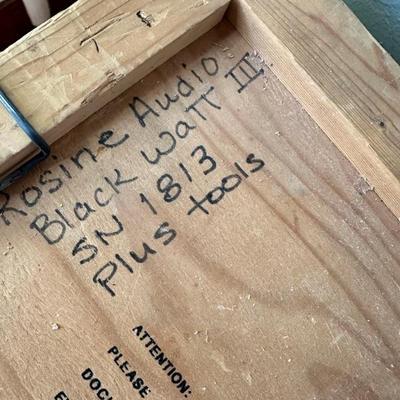 Rosine Audio
Black Watt III
SN 1813
Plus tools
ATTENTION:
PLEASE
DOC